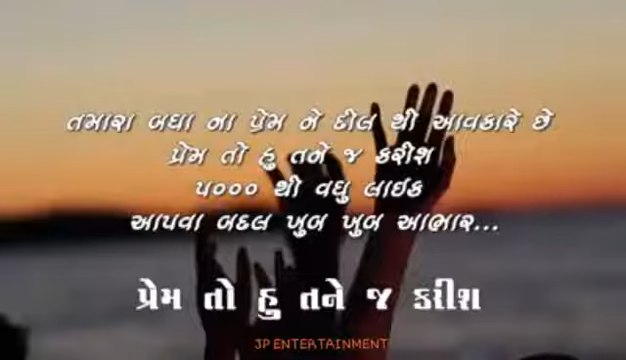 તમારા બધા ના પ્રેમ ને દીલ થી આવકારે છે
પ્રેમ તો હુ તને જ કરીશ
૫૦૦૦ થી વધુ લાઈક
આપવા બદલ ખુબ ખુબ આભાર...
પ્રેમ તો હુ તને જ કરીશ
JP ENTERTAINMENT